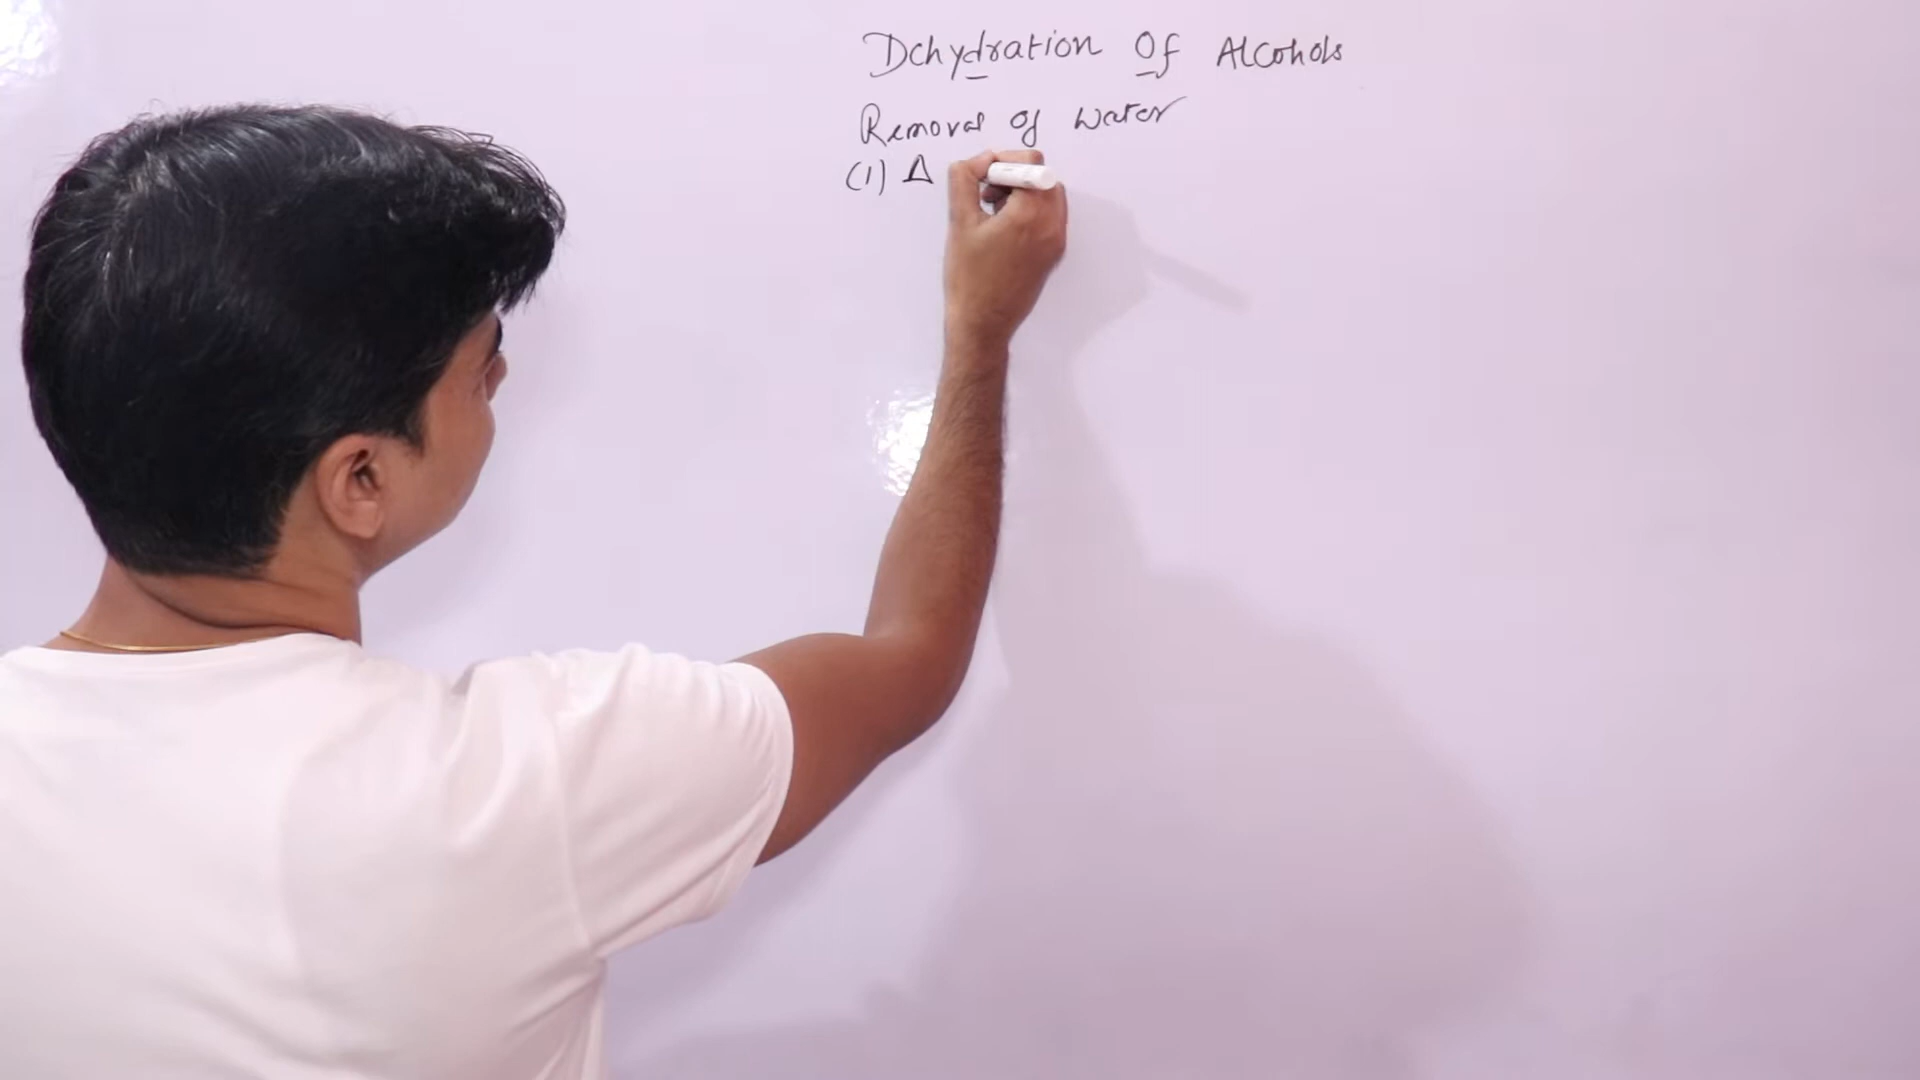 Dehydration Of Alcohols
Removal of water
(1) Δ